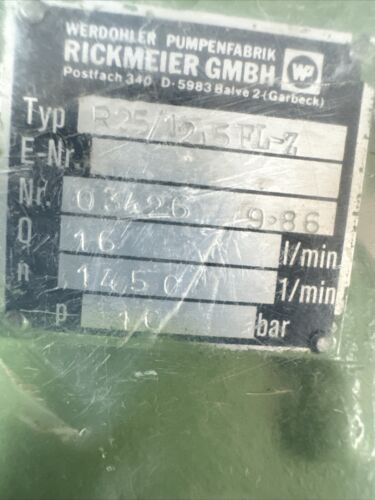 WERDOHLER PUMPENFABRIK
RICKMEIER GMBH WP
Postfach 340 D-5983 Balve 2-(Garbeck)
Typ R25/12,5 FL-Z
E-Nr.
Nr. 03426 9.86
Q 16 l/min
n 1450 1/min
p 10 bar